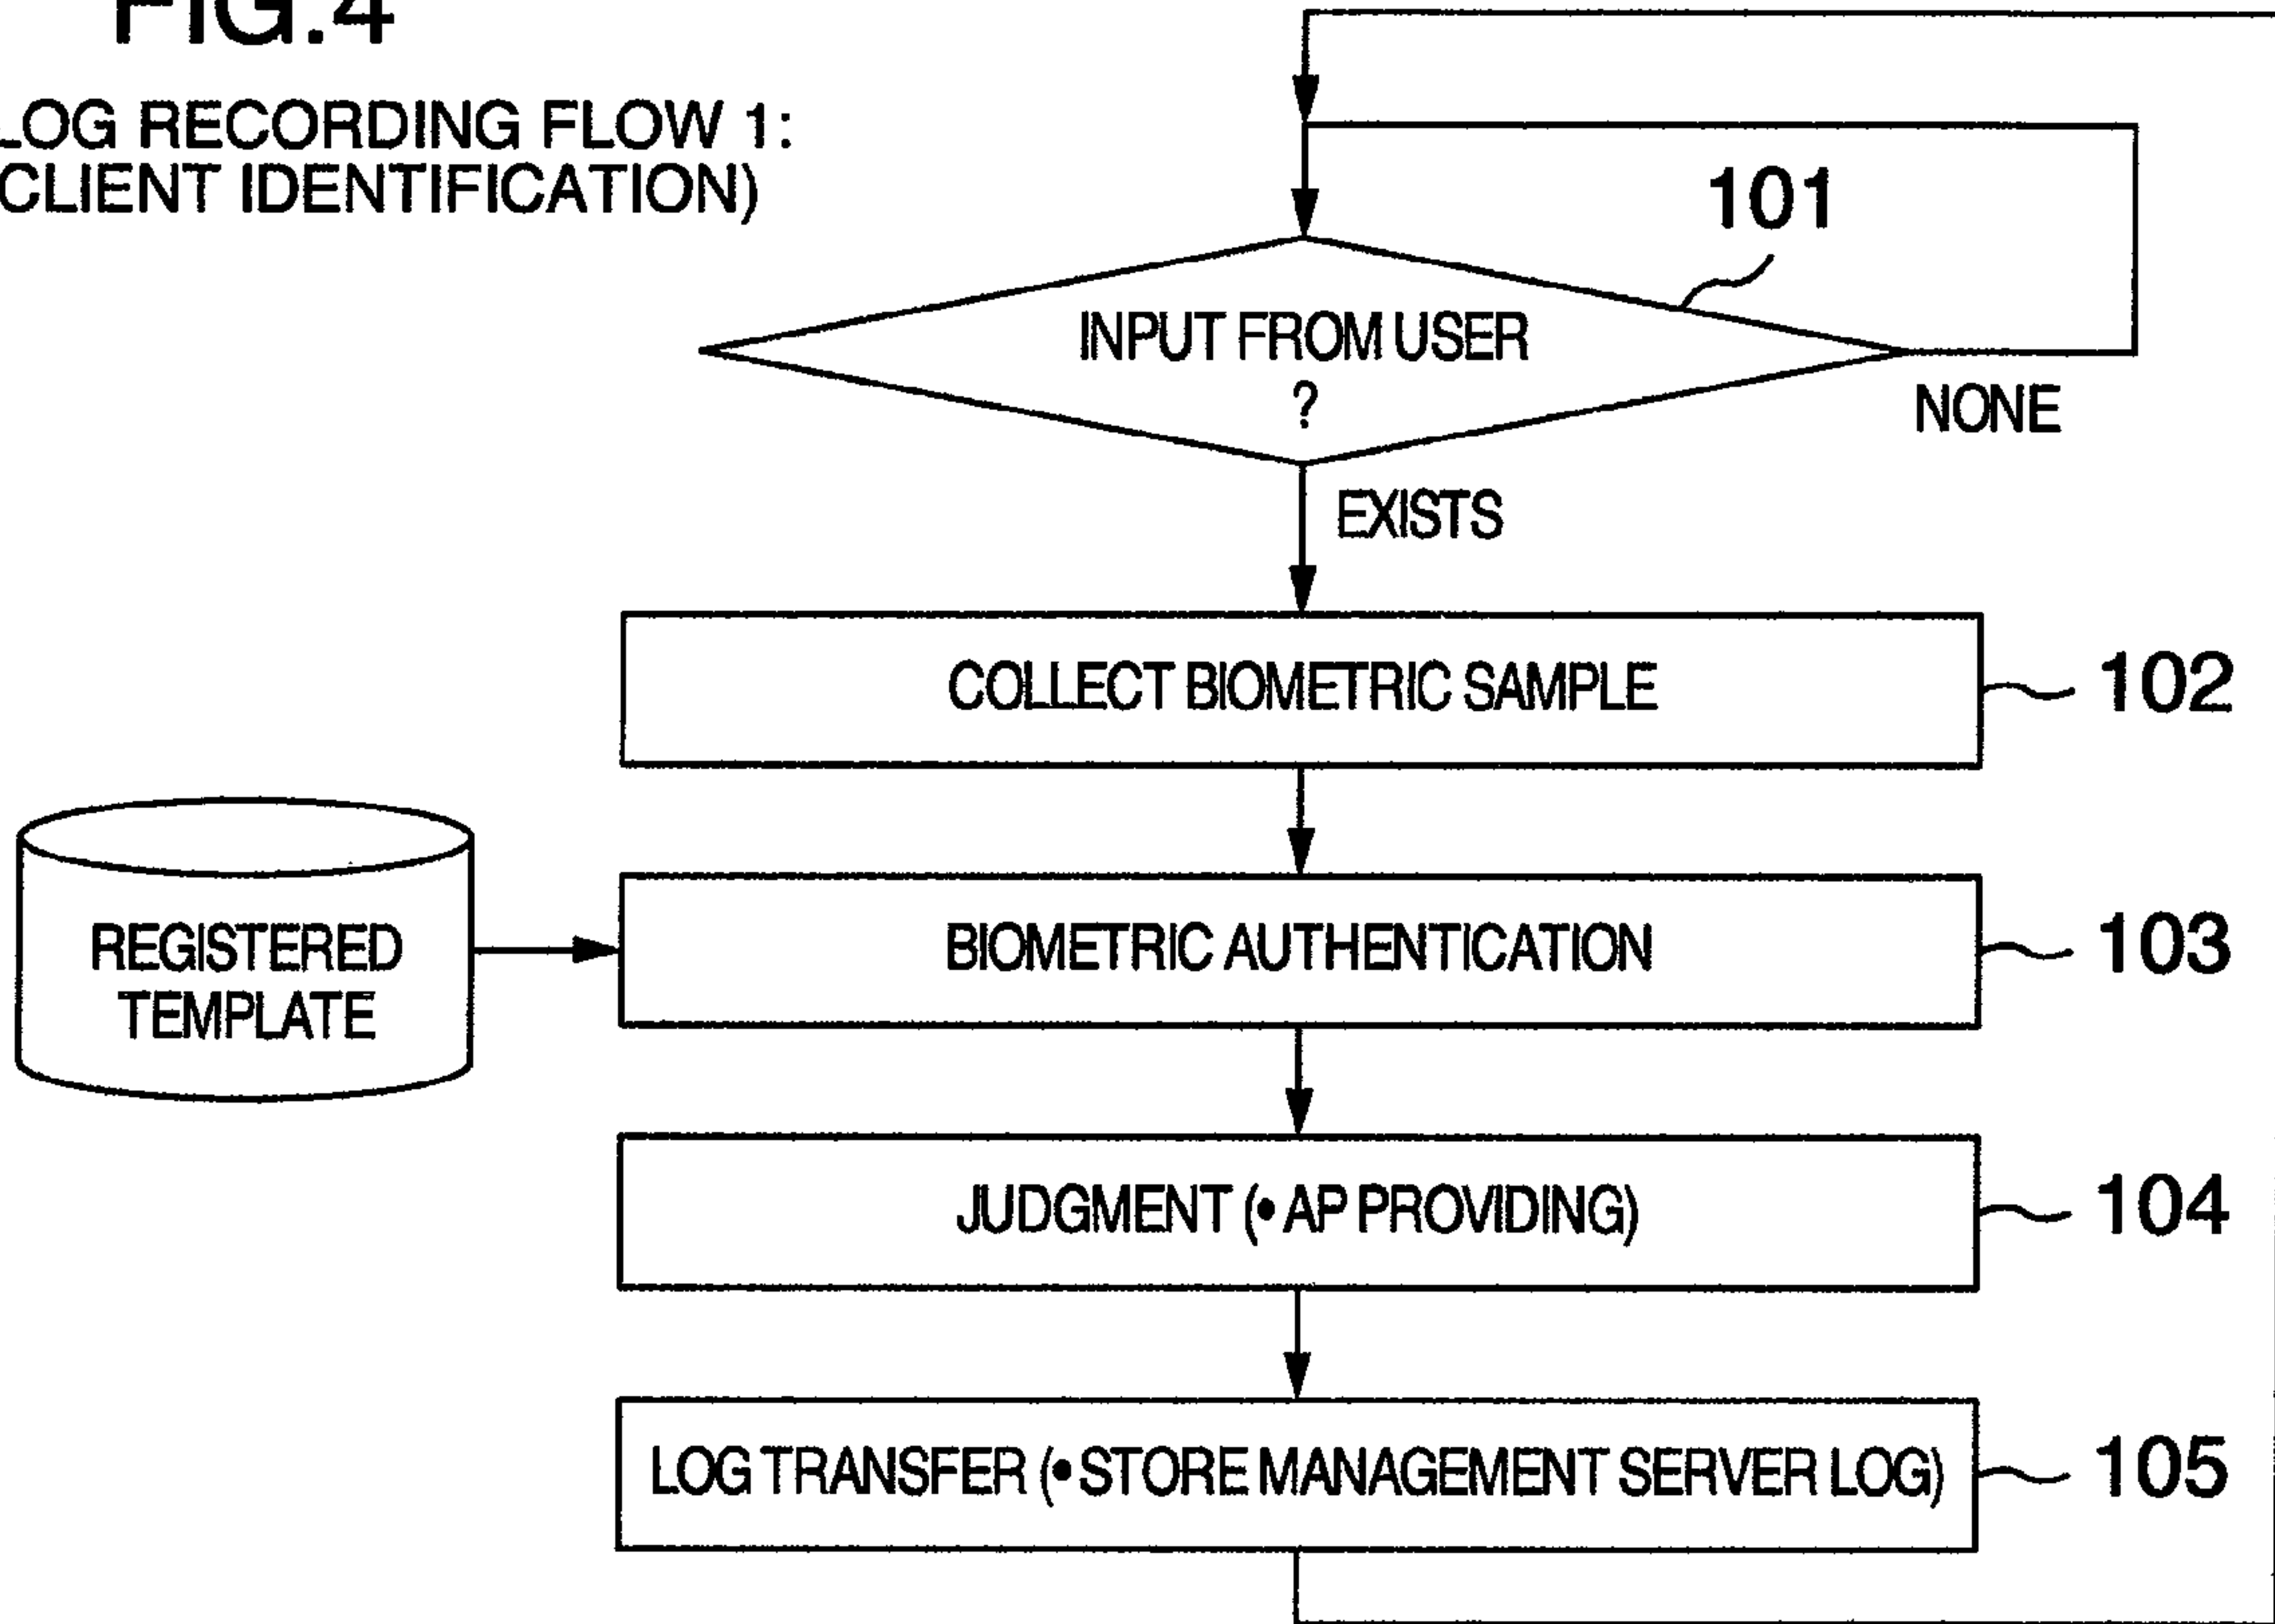 FIG.4
LOG RECORDING FLOW 1:
(CLIENT IDENTIFICATION)
101
INPUT FROM USER
?
NONE
EXISTS
COLLECT BIOMETRIC SAMPLE
102
REGISTERED
TEMPLATE
BIOMETRIC AUTHENTICATION
103
JUDGMENT (• AP PROVIDING)
104
LOG TRANSFER (• STORE MANAGEMENT SERVER LOG)
105